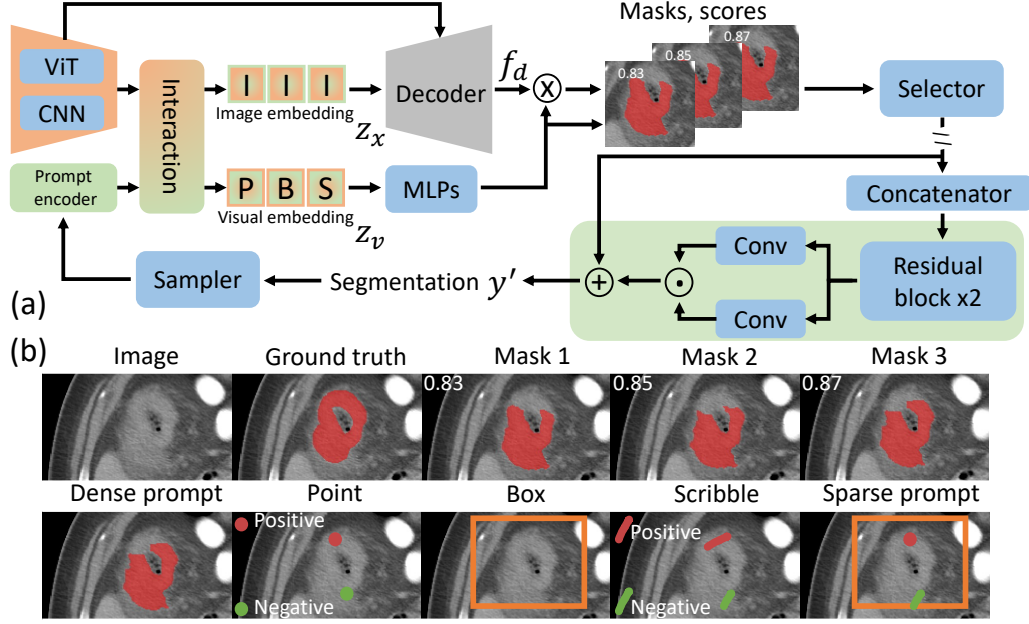 Masks, scores
ViT
CNN
Interaction
I I I
Image embedding
z_x
Decoder
f_d
X
0.83
0.85
0.87
Selector
Prompt
encoder
P B S
Visual embedding
z_v
MLPs
Concatenator
Residual
block x2
Conv
Conv
+
Segmentation y′
Sampler
(a)
(b)
Image
Ground truth
Mask 1
Mask 2
Mask 3
0.83
0.85
0.87
Dense prompt
Point
Box
Scribble
Sparse prompt
Positive
Negative
Positive
Negative